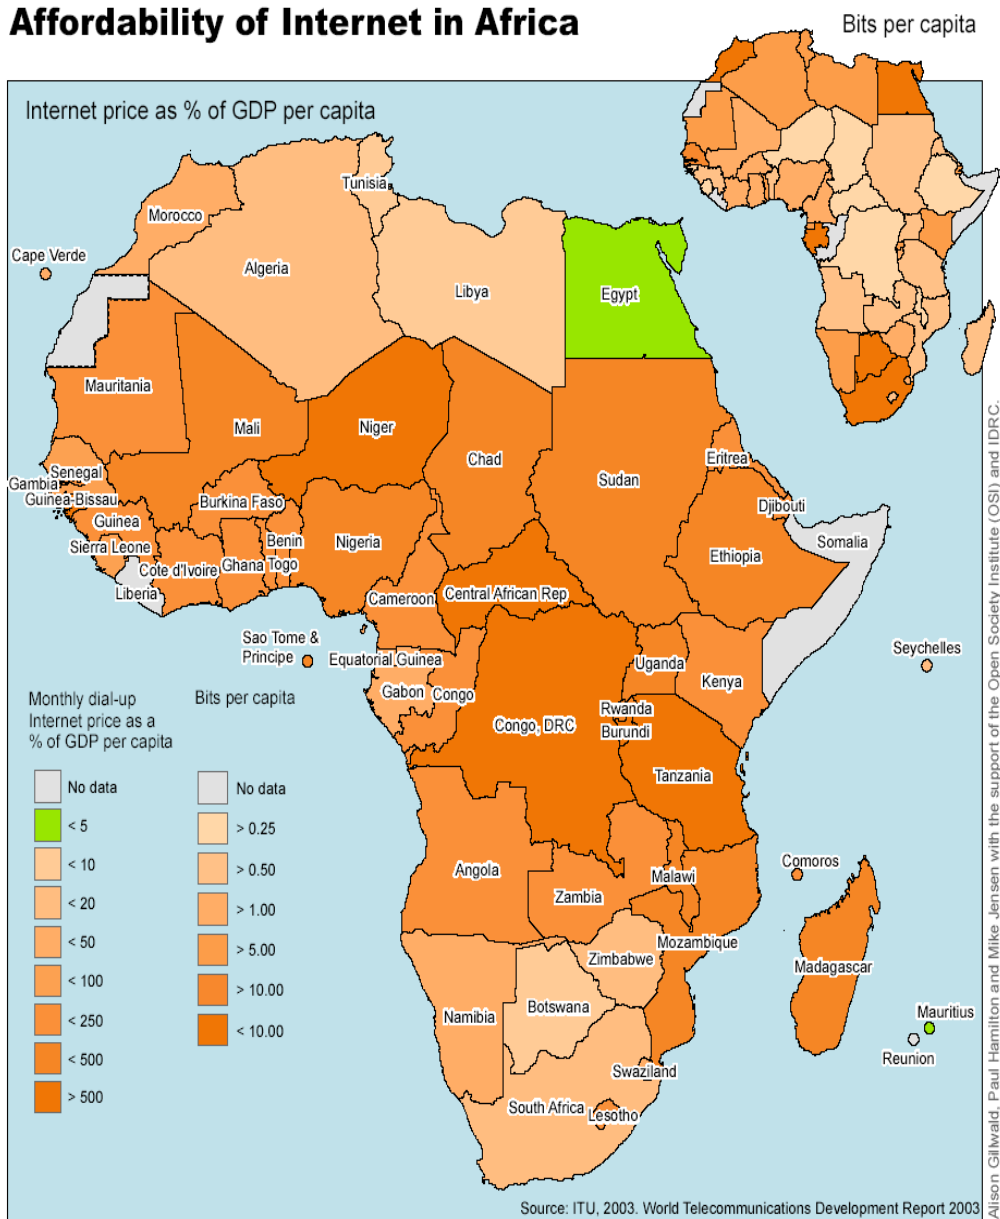 Affordability of Internet in Africa
Bits per capita
Internet price as % of GDP per capita
Tunisia
Morocco
Cape Verde
Algeria
Libya
Egypt
Mauritania
Mali
Niger
Chad
Sudan
Eritrea
Senegal
Gambia
Guinea-Bissau
Burkina Faso
Djibouti
Guinea
Benin
Nigeria
Ethiopia
Somalia
Sierra Leone
Cote d'Ivoire
Ghana
Togo
Liberia
Cameroon
Central African Rep
Sao Tome &
Principe
Equatorial Guinea
Uganda
Seychelles
Gabon
Congo
Kenya
Rwanda
Congo, DRC
Burundi
Tanzania
Monthly dial-up
Internet price as a
% of GDP per capita
No data
< 5
< 10
< 20
< 50
< 100
< 250
< 500
> 500
Bits per capita
No data
> 0.25
> 0.50
> 1.00
> 5.00
> 10.00
< 10.00
Angola
Malawi
Comoros
Zambia
Mozambique
Zimbabwe
Madagascar
Namibia
Botswana
Mauritius
Reunion
Swaziland
South Africa
Lesotho
Source: ITU, 2003. World Telecommunications Development Report 2003
Alison Gillwald, Paul Hamilton and Mike Jensen with the support of the Open Society Institute (OSI) and IDRC.